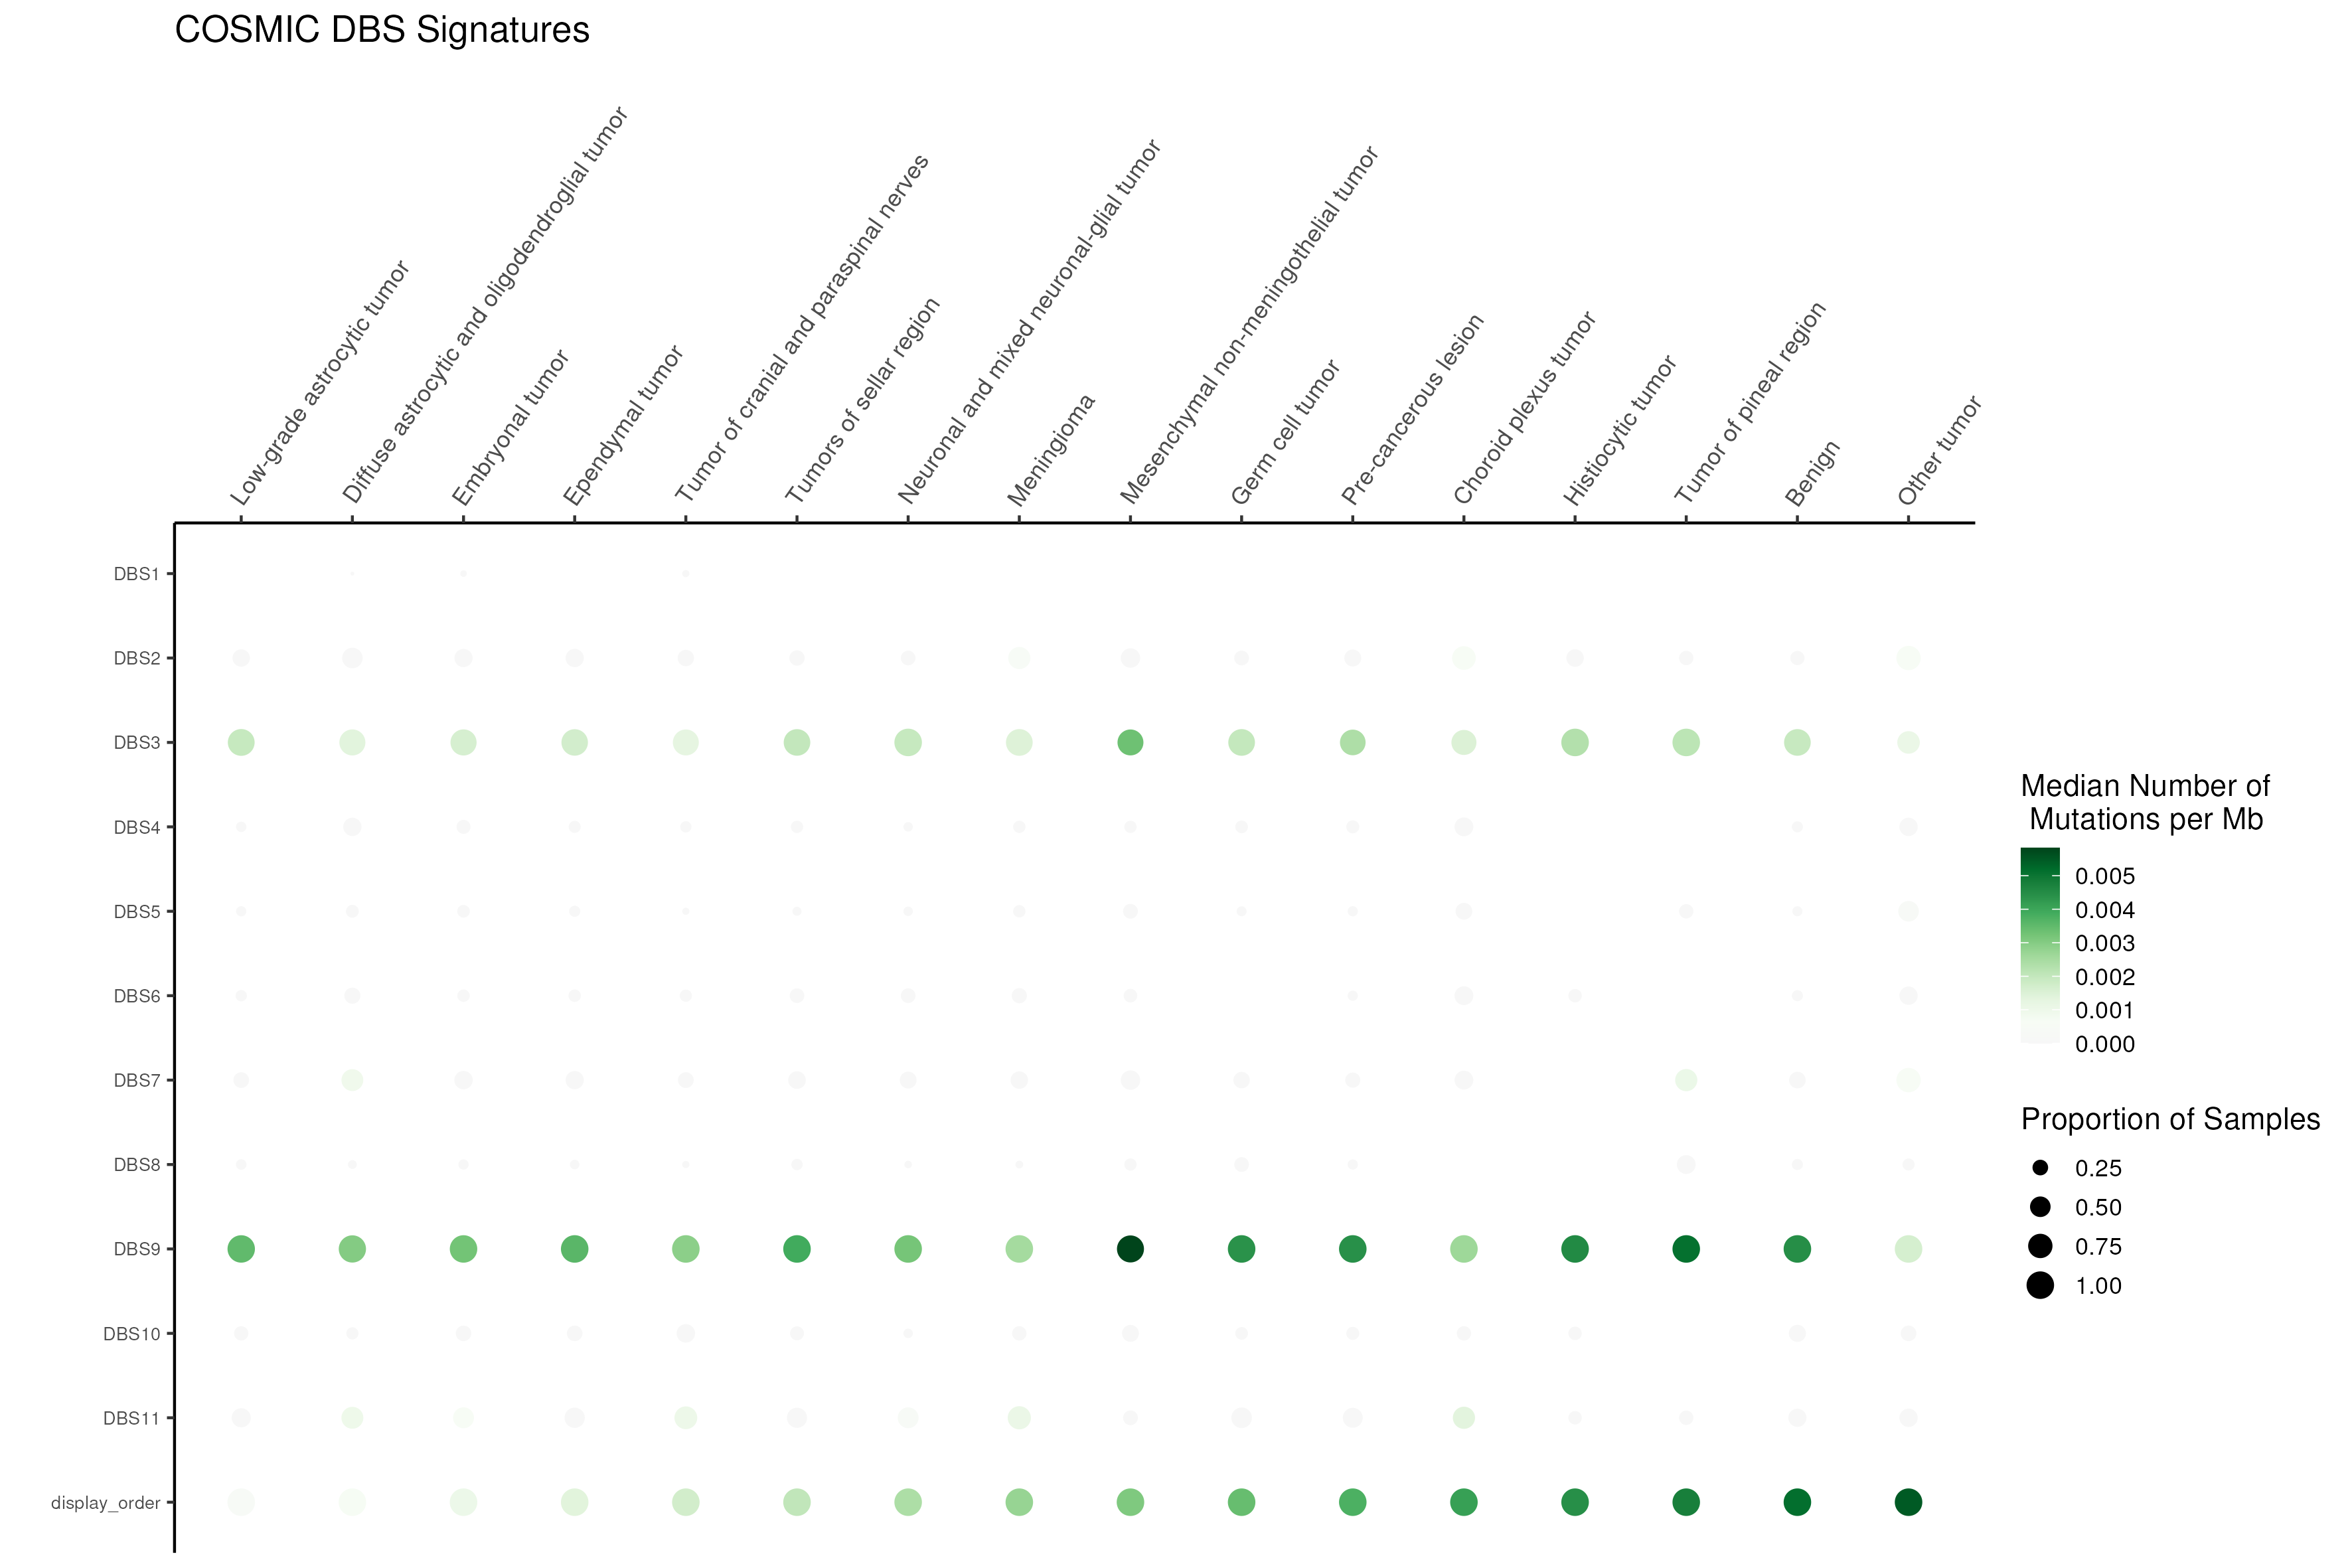 COSMIC DBS Signatures
Low-grade astrocytic tumor
Diffuse astrocytic and oligodendroglial tumor
Embryonal tumor
Ependymal tumor
Tumor of cranial and paraspinal nerves
Tumors of sellar region
Neuronal and mixed neuronal-glial tumor
Meningioma
Mesenchymal non-meningothelial tumor
Germ cell tumor
Pre-cancerous lesion
Choroid plexus tumor
Histiocytic tumor
Tumor of pineal region
Benign
Other tumor
DBS1
DBS2
DBS3
DBS4
DBS5
DBS6
DBS7
DBS8
DBS9
DBS10
DBS11
display_order
Median Number of
Mutations per Mb
0.005
0.004
0.003
0.002
0.001
0.000
Proportion of Samples
0.25
0.50
0.75
1.00